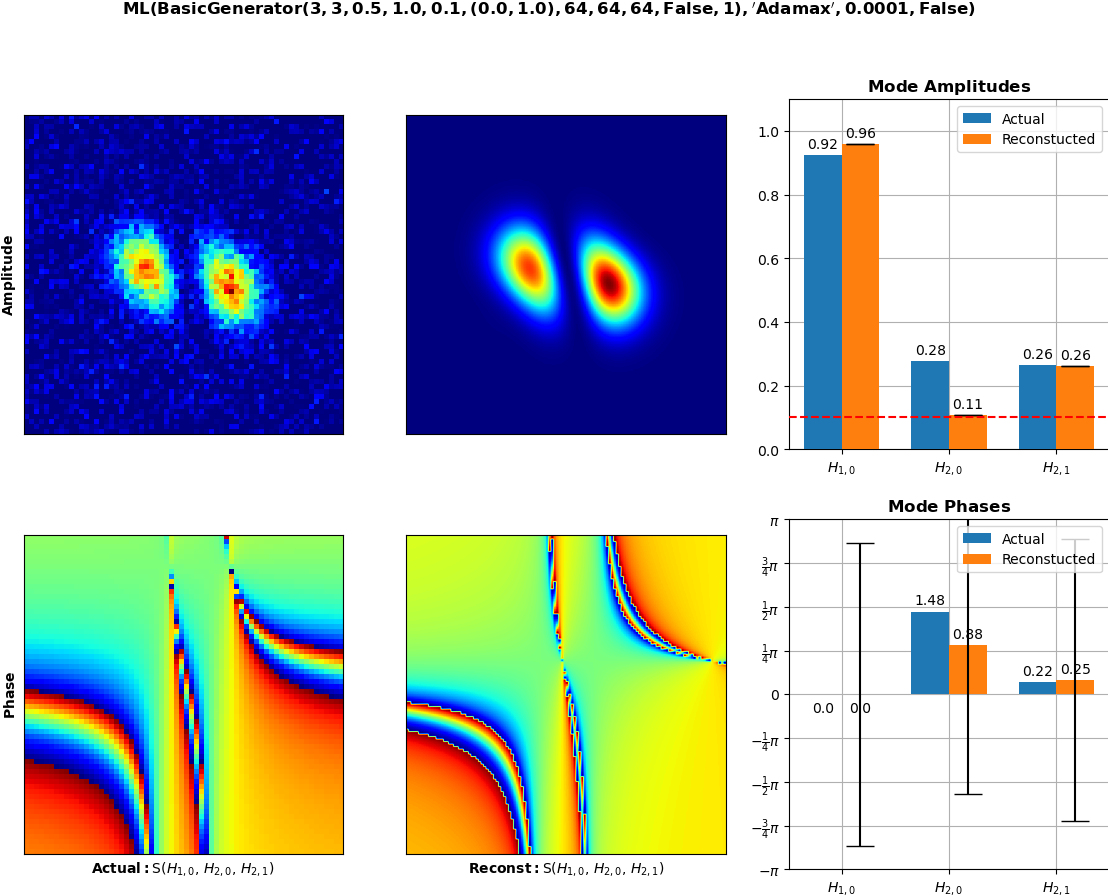 ML(BasicGenerator(3, 3, 0.5, 1.0, 0.1, (0.0, 1.0), 64, 64, 64, False, 1), ′Adamax′, 0.0001, False)
Amplitude
Mode Amplitudes
Actual
Reconstucted
1.0
0.8
0.6
0.4
0.2
0.0
0.92
0.96
0.28
0.11
0.26
0.26
H1,0
H2,0
H2,1
Phase
Actual: S(H1,0, H2,0, H2,1)
Reconst: S(H1,0, H2,0, H2,1)
Mode Phases
Actual
Reconstucted
π
3/4π
1/2π
1/4π
0
−1/4π
−1/2π
−3/4π
−π
0.0
0.0
1.48
0.88
0.22
0.25
H1,0
H2,0
H2,1